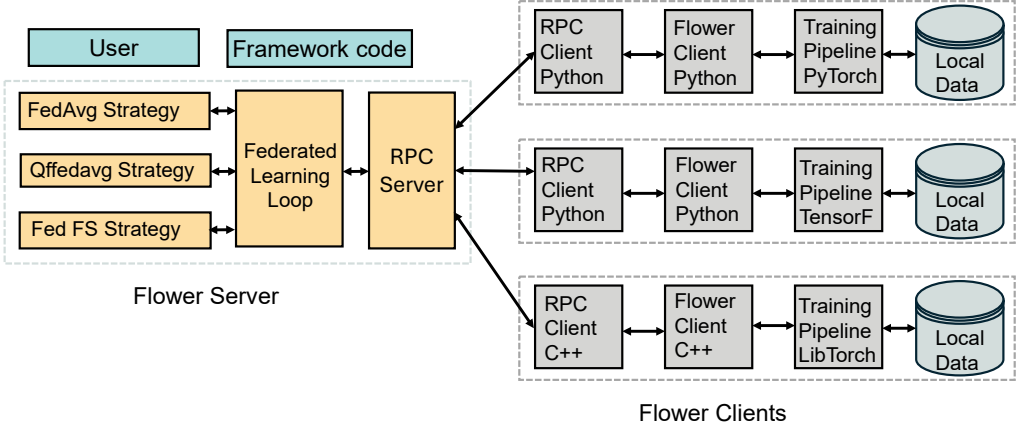 User
Framework code
FedAvg Strategy
Qffedavg Strategy
Fed FS Strategy
Federated
Learning
Loop
RPC
Server
Flower Server
RPC
Client
Python
Flower
Client
Python
Training
Pipeline
PyTorch
Local
Data
RPC
Client
Python
Flower
Client
Python
Training
Pipeline
TensorF
Local
Data
RPC
Client
C++
Flower
Client
C++
Training
Pipeline
LibTorch
Local
Data
Flower Clients